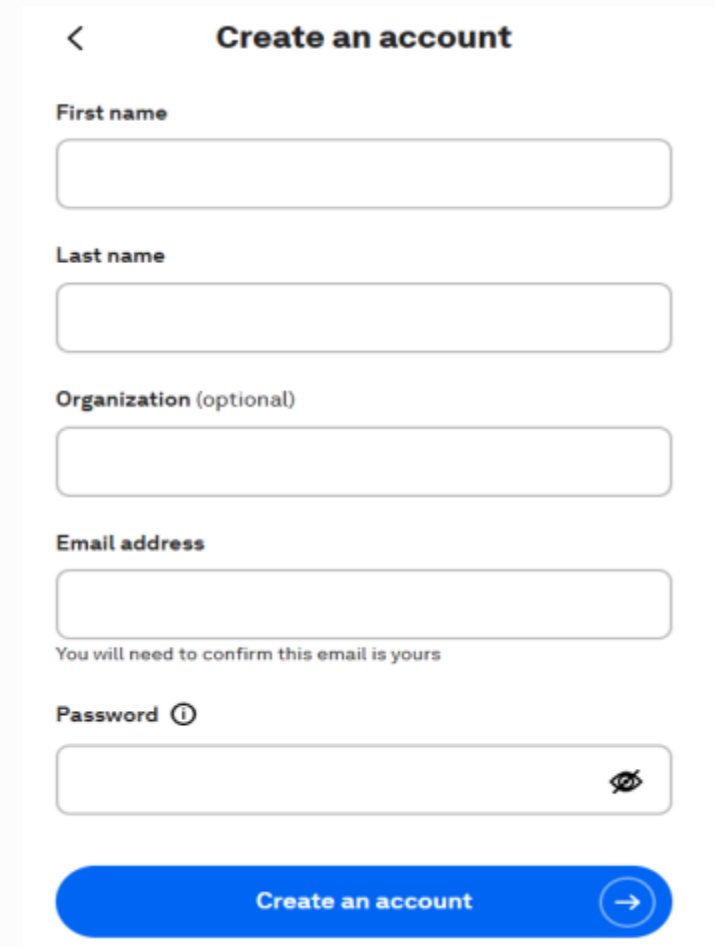 Create an account
First name
Last name
Organization (optional)
Email address
You will need to confirm this email is yours
Password
Create an account